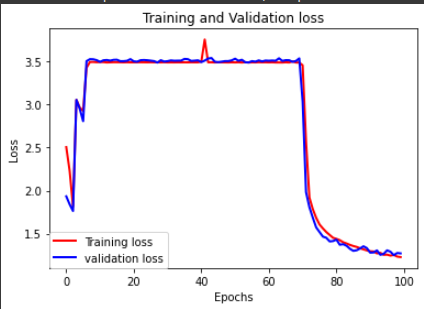 Training and Validation loss
Loss
3.5
3.0
2.5
2.0
1.5
Training loss
validation loss
0
20
40
60
80
100
Epochs